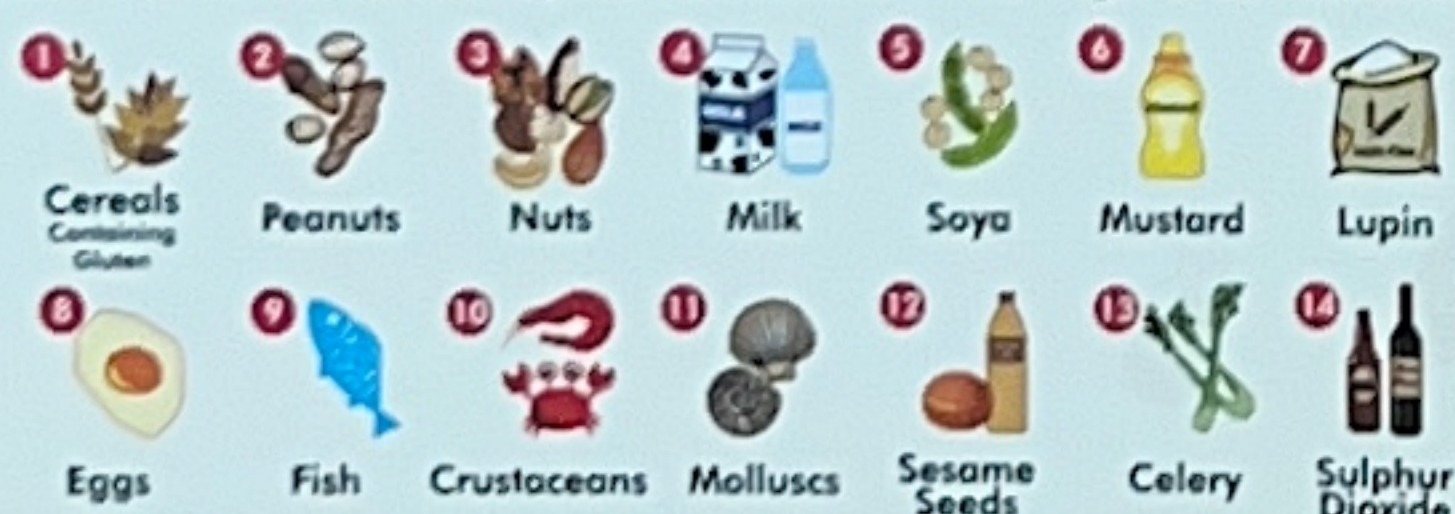 1 2 3 4 5 6 7
MILK
Cereals Peanuts Nuts Milk Soya Mustard Lupin
Containing
Gluten
8 9 10 11 12 13 14
Eggs Fish Crustaceans Molluscs Sesame Celery Sulphur
Seeds Dioxide